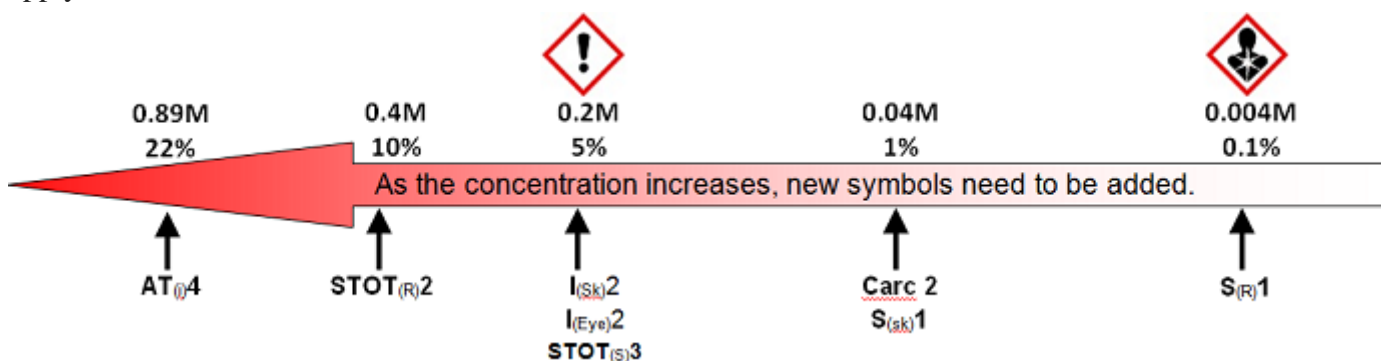 0.89M 0.4M 0.2M 0.04M 0.004M
22% 10% 5% 1% 0.1%
As the concentration increases, new symbols need to be added.
AT(i)4 STOT(R)2 I(Sk)2 Carc 2 S(R)1
I(Eye)2 S(sk)1
STOT(S)3